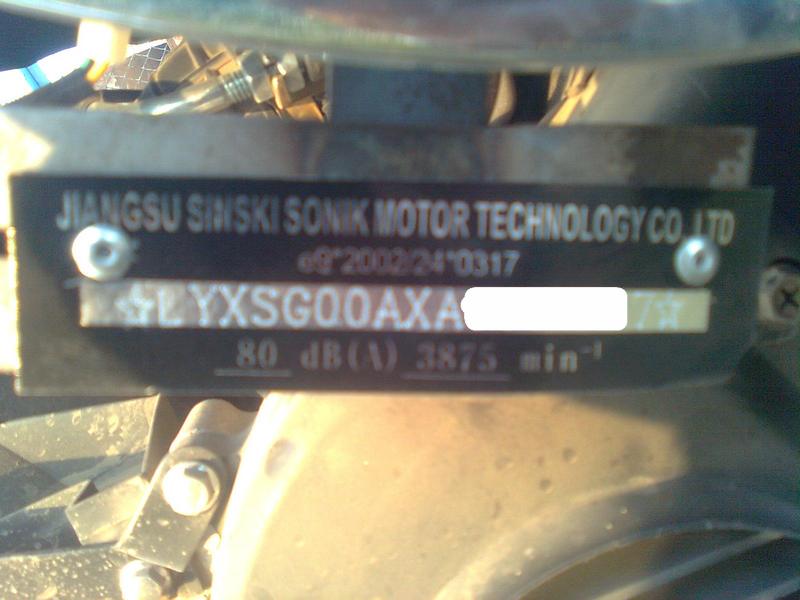 JIANGSU SINSKI SONIK MOTOR TECHNOLOGY CO.,LTD
e9*2002/24*0317
☆LYXSG00AXA 7☆
80 dB(A) 3875 min⁻¹